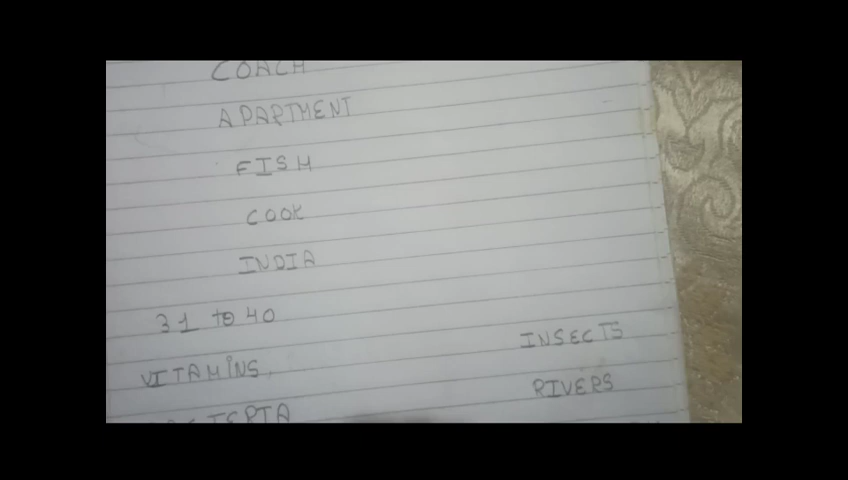 COACH
APARTMENT
FISH
COOK
INDIA
31 to 40
VITAMINS, INSECTS
RIVERS